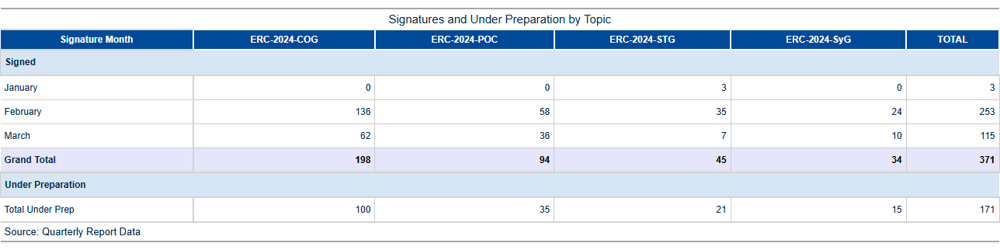 Signatures and Under Preparation by Topic
Signature Month ERC-2024-COG ERC-2024-POC ERC-2024-STG ERC-2024-SyG TOTAL
Signed
January 0 0 3 0 3
February 136 58 35 24 253
March 62 36 7 10 115
Grand Total 198 94 45 34 371
Under Preparation
Total Under Prep 100 35 21 15 171
Source: Quarterly Report Data